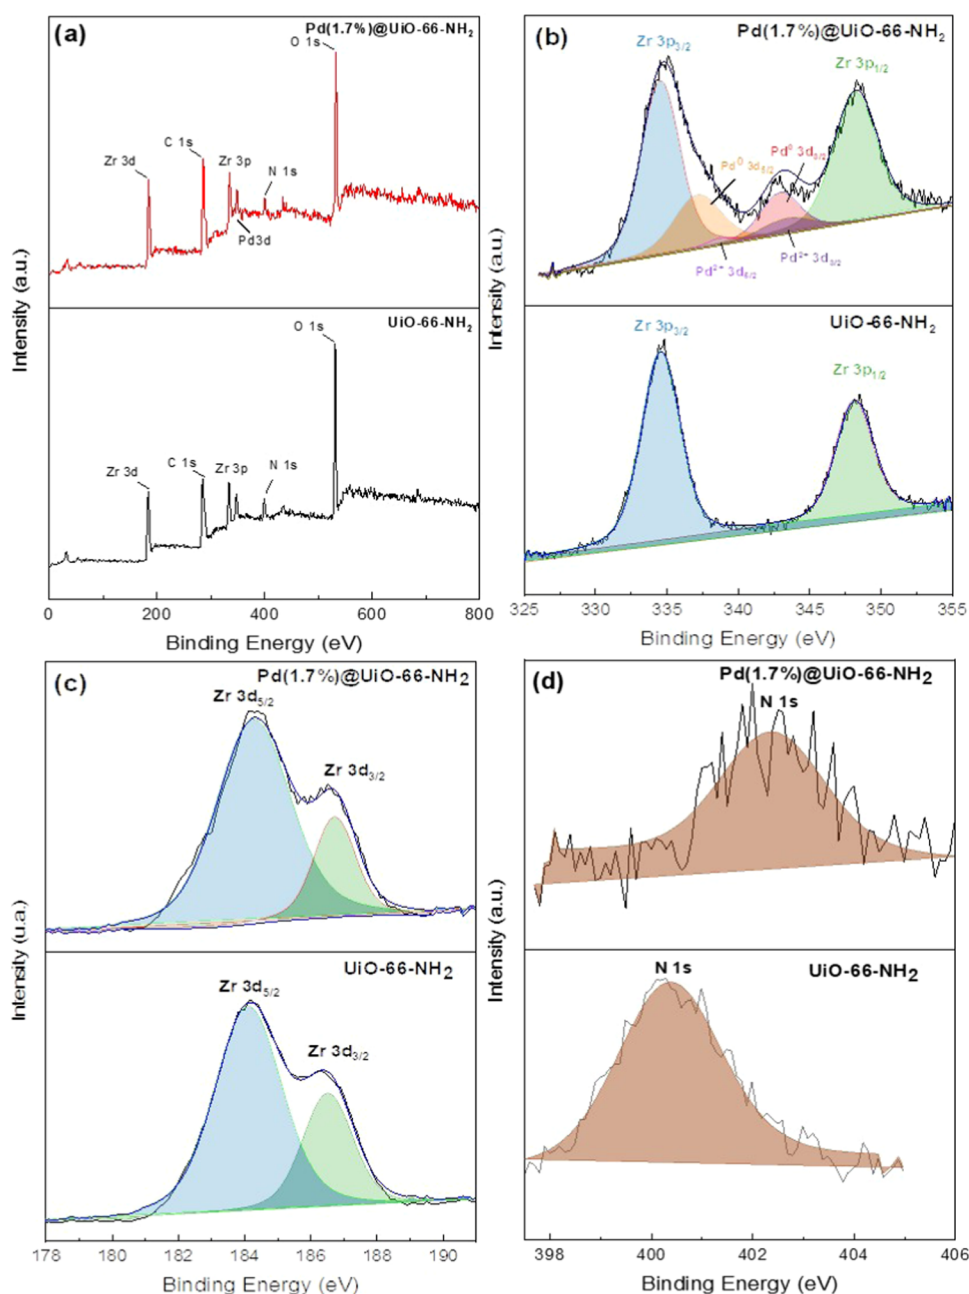 (a)
Pd(1.7%)@UiO-66-NH₂
O 1s
C 1s
Zr 3d
Zr 3p
N 1s
Pd3d
Intensity (a.u.)
UiO-66-NH₂
O 1s
C 1s
Zr 3d
Zr 3p
N 1s
0 200 400 600 800
Binding Energy (eV)
(b)
Pd(1.7%)@UiO-66-NH₂
Zr 3p₃/₂
Zr 3p₁/₂
Pd⁰ 3d₅/₂
Pd⁰ 3d₃/₂
Pd²⁺ 3d₅/₂
Pd²⁺ 3d₃/₂
Intensity (a.u.)
UiO-66-NH₂
Zr 3p₃/₂
Zr 3p₁/₂
325 330 335 340 345 350 355
Binding Energy (eV)
(c)
Pd(1.7%)@UiO-66-NH₂
Zr 3d₅/₂
Zr 3d₃/₂
Intensity (u.a.)
UiO-66-NH₂
Zr 3d₅/₂
Zr 3d₃/₂
178 180 182 184 186 188 190
Binding Energy (eV)
(d)
Pd(1.7%)@UiO-66-NH₂
N 1s
Intensity (a.u.)
UiO-66-NH₂
N 1s
398 400 402 404 406
Binding Energy (eV)